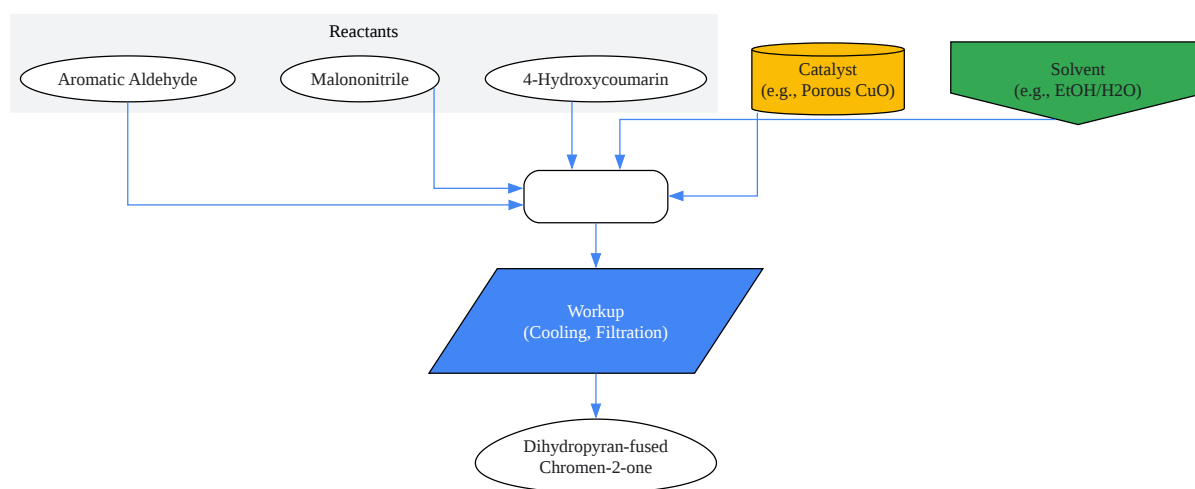 Reactants
Aromatic Aldehyde
Malononitrile
4-Hydroxycoumarin
Catalyst
(e.g., Porous CuO)
Solvent
(e.g., EtOH/H2O)
Workup
(Cooling, Filtration)
Dihydropyran-fused
Chromen-2-one